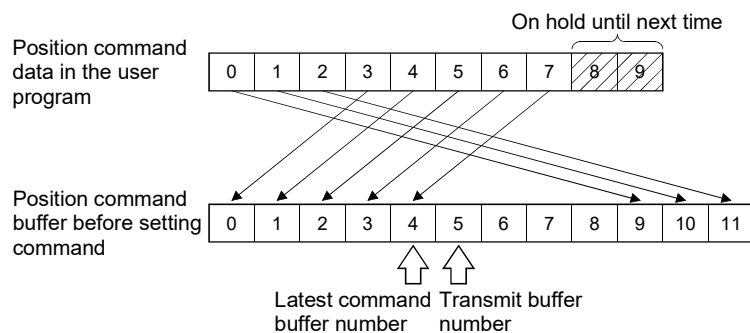 On hold until next time
Position command
data in the user
program
0 1 2 3 4 5 6 7 8 9
Position command
buffer before setting
command
0 1 2 3 4 5 6 7 8 9 10 11
Latest command
buffer number
Transmit buffer
number